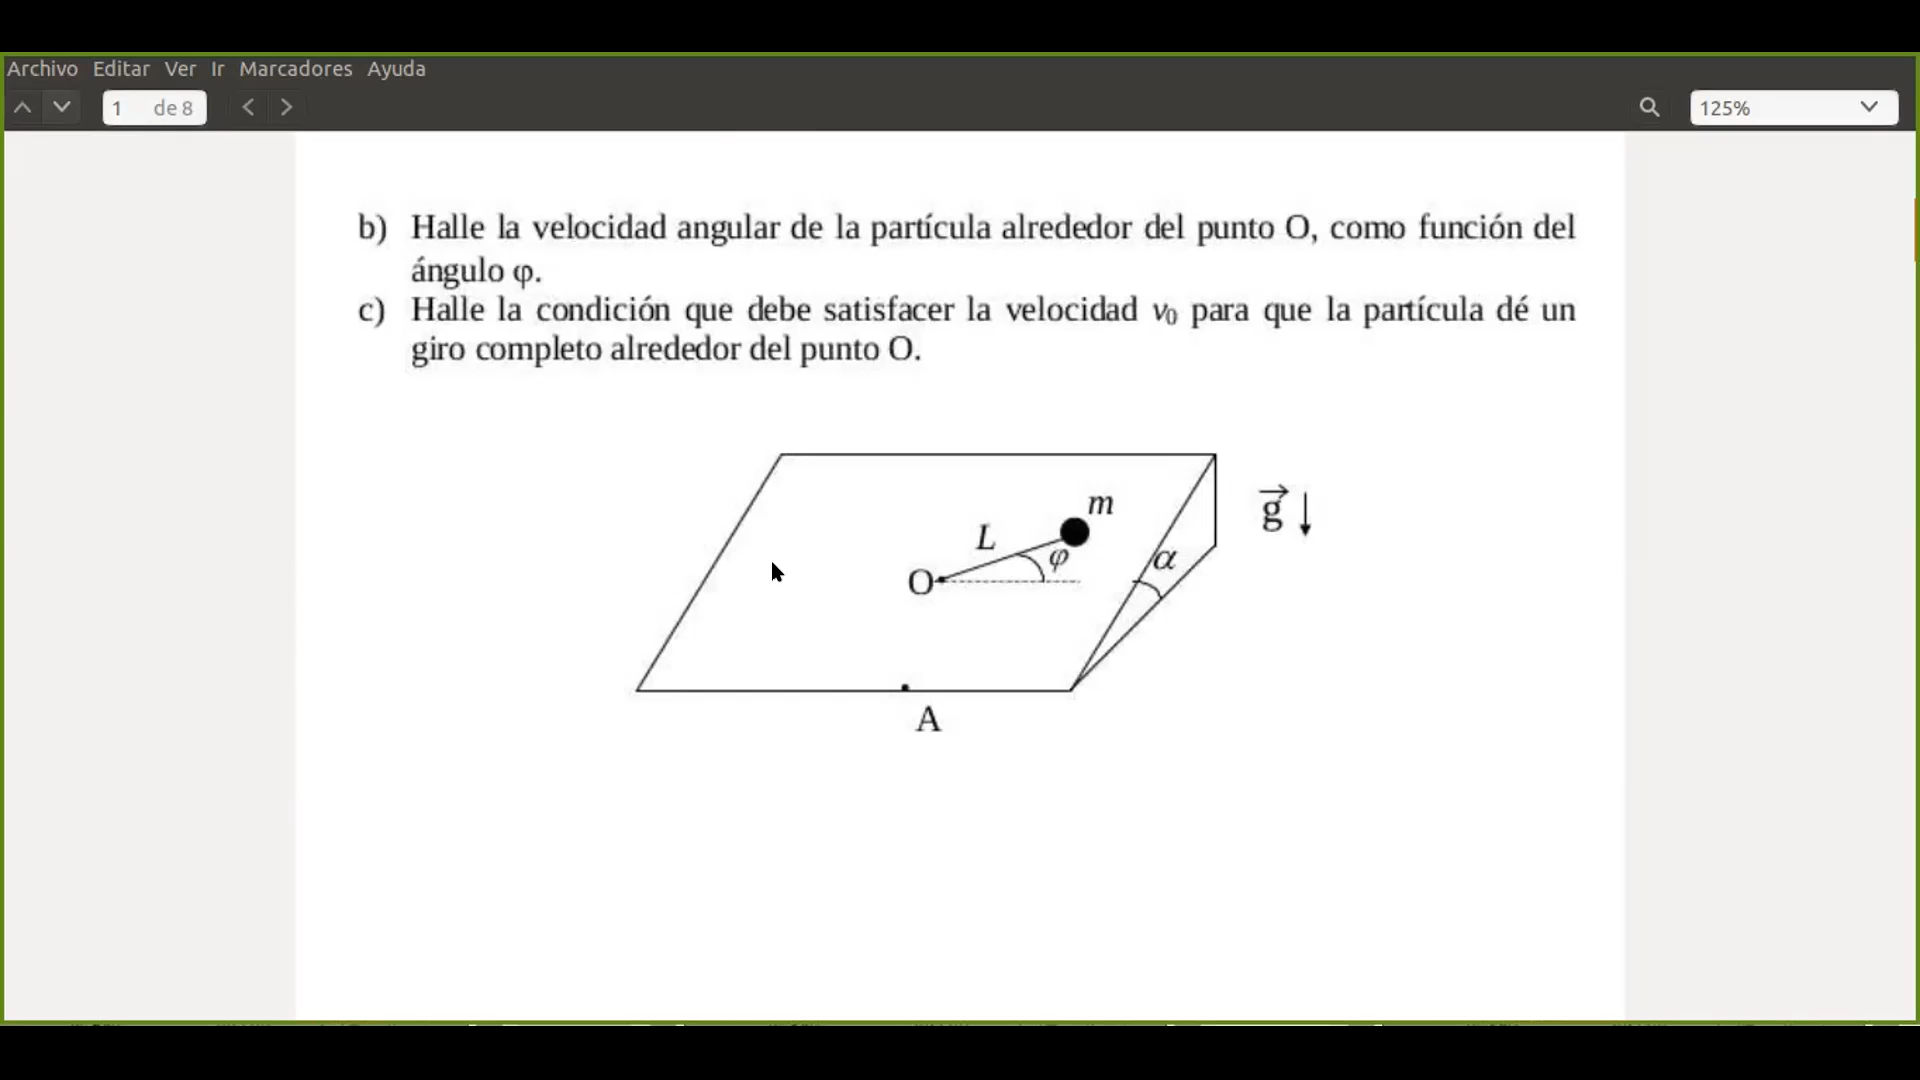 Archivo Editar Ver Ir Marcadores Ayuda
1 de 8
125%
b) Halle la velocidad angular de la partícula alrededor del punto O, como función del
ángulo φ.
c) Halle la condición que debe satisfacer la velocidad v₀ para que la partícula dé un
giro completo alrededor del punto O.
m
g⃗
L
φ
α
O
A